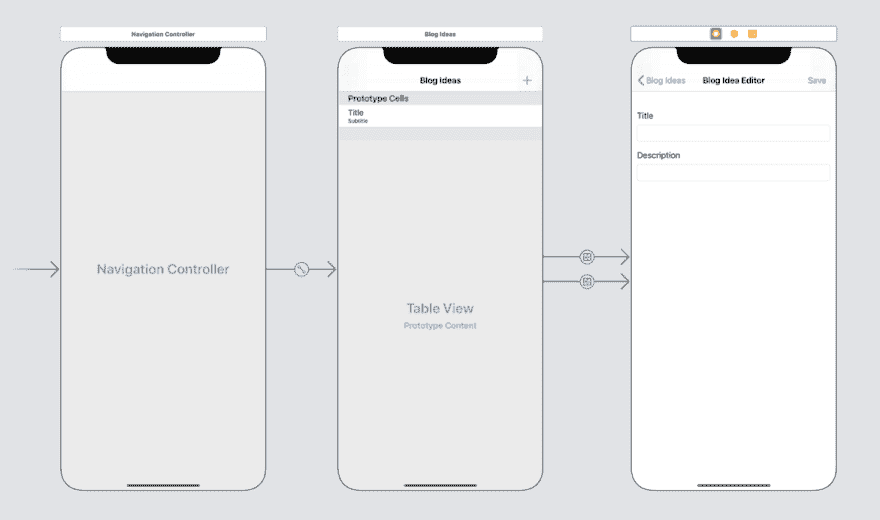 Navigation Controller
Navigation Controller
Blog Ideas
Blog Ideas
+
Prototype Cells
Title
Subtitle
Table View
Prototype Content
Blog Ideas Blog Idea Editor Save
Title
Description